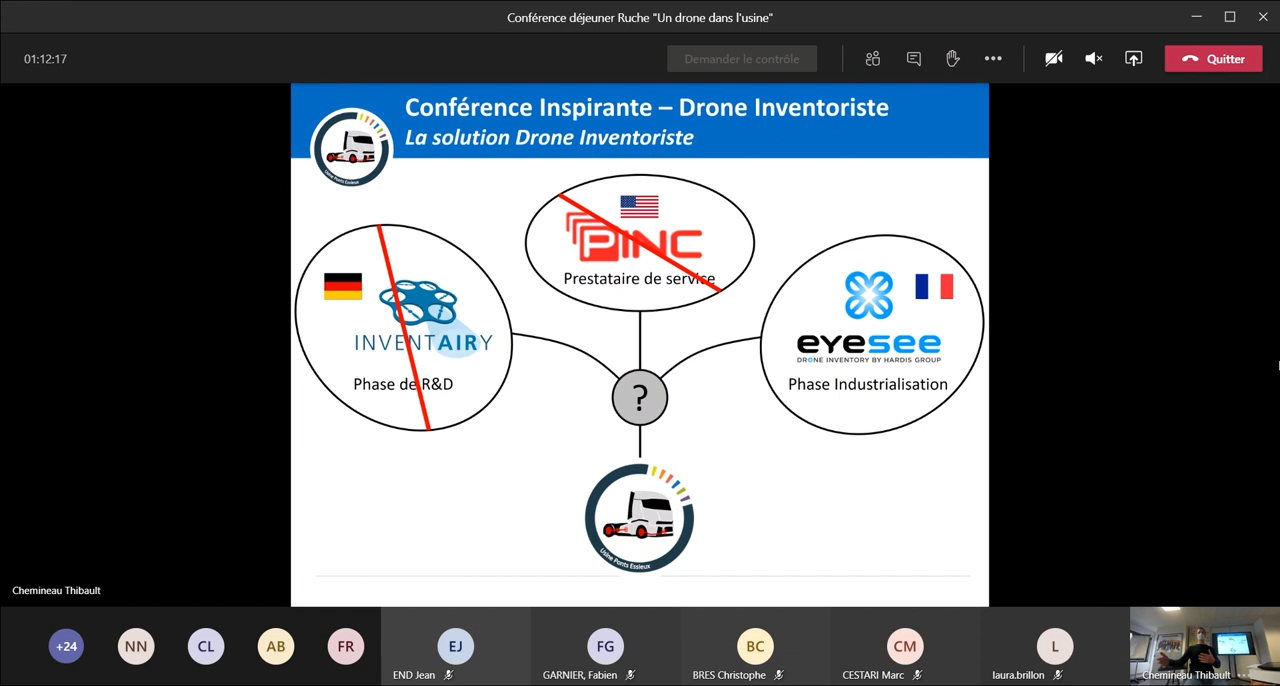 Conférence déjeuner Ruche "Un drone dans l'usine"
01:12:17
Demander le contrôle
Quitter
Conférence Inspirante – Drone Inventoriste
La solution Drone Inventoriste
Usine Ponts Essieux
PINC
Prestataire de service
INVENTAIRY
Phase de R&D
eyesee
DRONE INVENTORY BY HARDIS GROUP
Phase Industrialisation
?
Usine Ponts Essieux
Chemineau Thibault
+24
NN
CL
AB
FR
EJ
END Jean
FG
GARNIER, Fabien
BC
BRES Christophe
CM
CESTARI Marc
L
laura.brillon
Chemineau Thibault